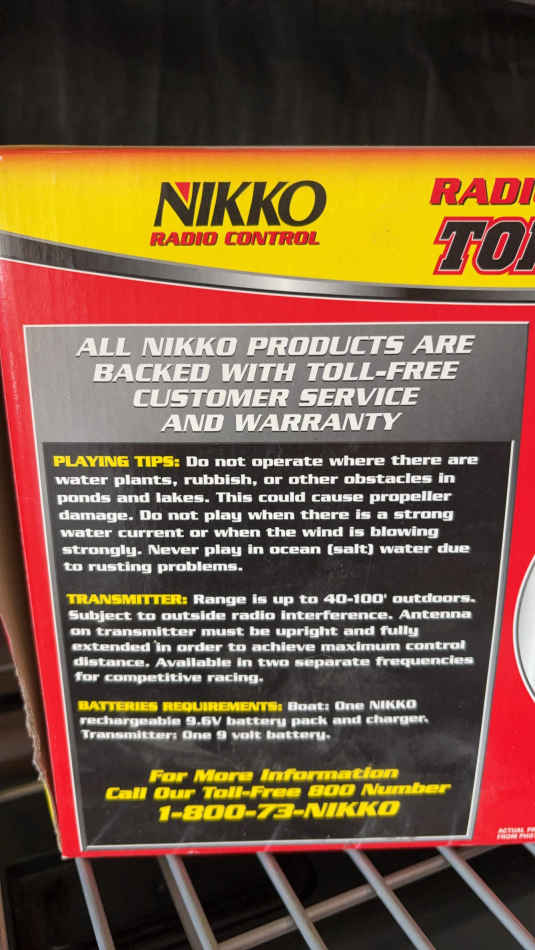 NIKKO
RADIO CONTROL
ALL NIKKO PRODUCTS ARE
BACKED WITH TOLL-FREE
CUSTOMER SERVICE
AND WARRANTY
PLAYING TIPS: Do not operate where there are
water plants, rubbish, or other obstacles in
ponds and lakes. This could cause propeller
damage. Do not play when there is a strong
water current or when the wind is blowing
strongly. Never play in ocean (salt) water due
to rusting problems.
TRANSMITTER: Range is up to 40-100' outdoors.
Subject to outside radio interference. Antenna
on transmitter must be upright and fully
extended in order to achieve maximum control
distance. Available in two separate frequencies
for competitive racing.
BATTERIES REQUIREMENTS: Boat: One NIKKO
rechargeable 9.6V battery pack and charger.
Transmitter: One 9 volt battery.
For More Information
Call Our Toll-Free 800 Number
1-800-73-NIKKO
ACTUAL